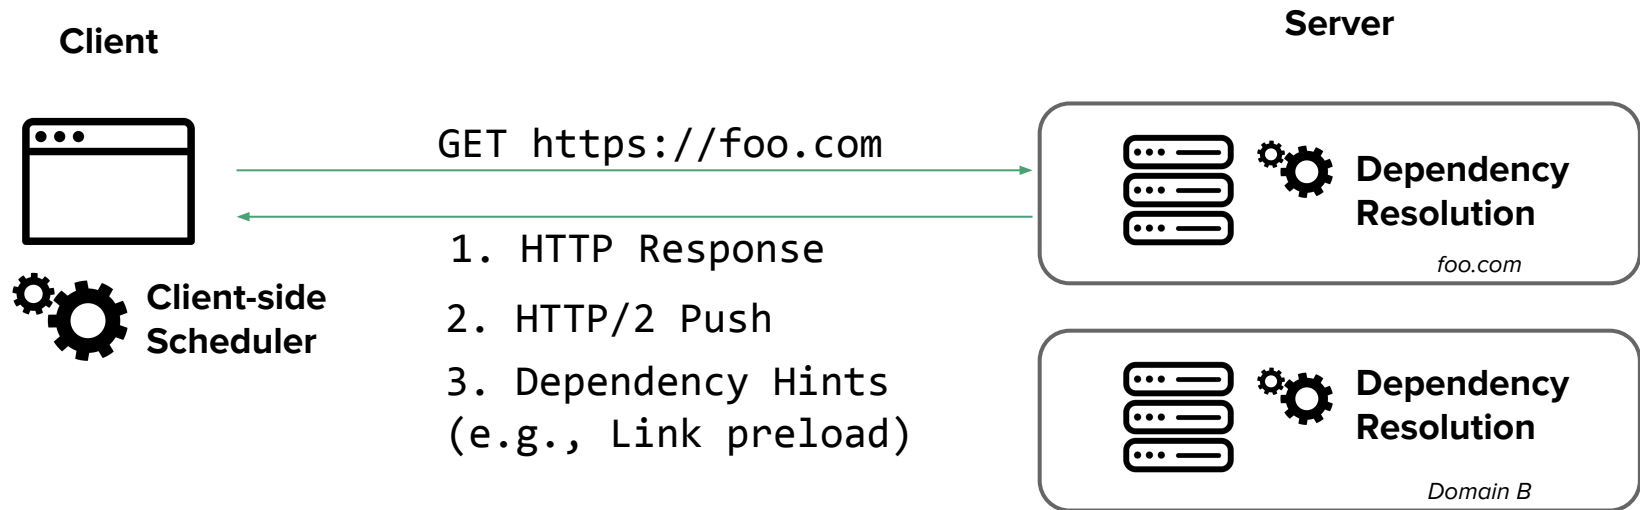 Client
Server
GET https://foo.com
1. HTTP Response
2. HTTP/2 Push
3. Dependency Hints
(e.g., Link preload)
Client-side
Scheduler
Dependency
Resolution
foo.com
Dependency
Resolution
Domain B